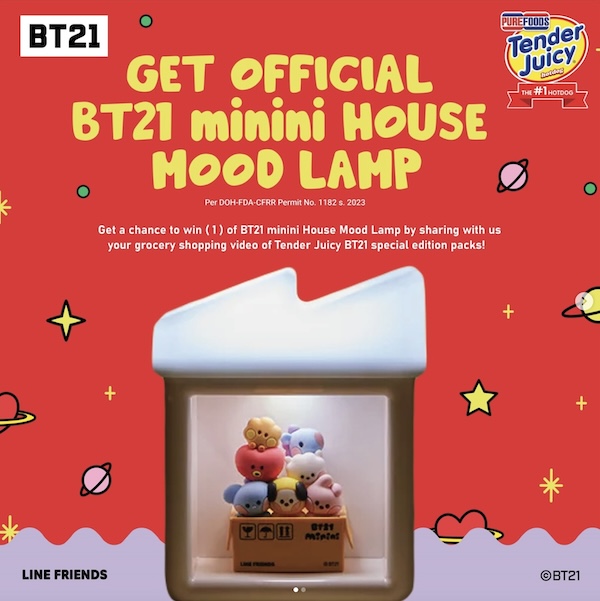 BT21
PUREFOODS
Tender
Juicy
hotdog
THE #1 HOTDOG
GET OFFICIAL
BT21 minini HOUSE
MOOD LAMP
Per DOH-FDA-CFRR Permit No. 1182 s. 2023
Get a chance to win ( 1 ) of BT21 minini House Mood Lamp by sharing with us
your grocery shopping video of Tender Juicy BT21 special edition packs!
BT21
minini
LINE FRIENDS
©BT21
LINE FRIENDS
©BT21